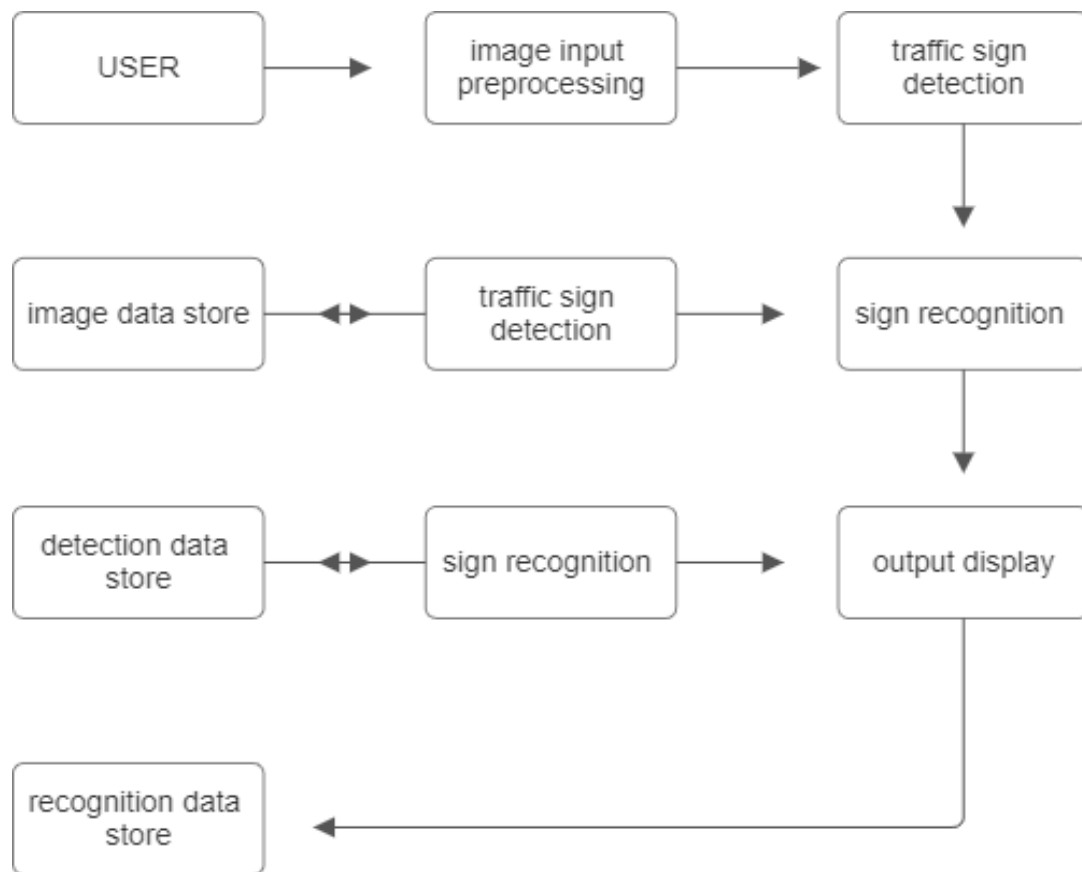 USER
image input
preprocessing
traffic sign
detection
image data store
traffic sign
detection
sign recognition
detection data
store
sign recognition
output display
recognition data
store